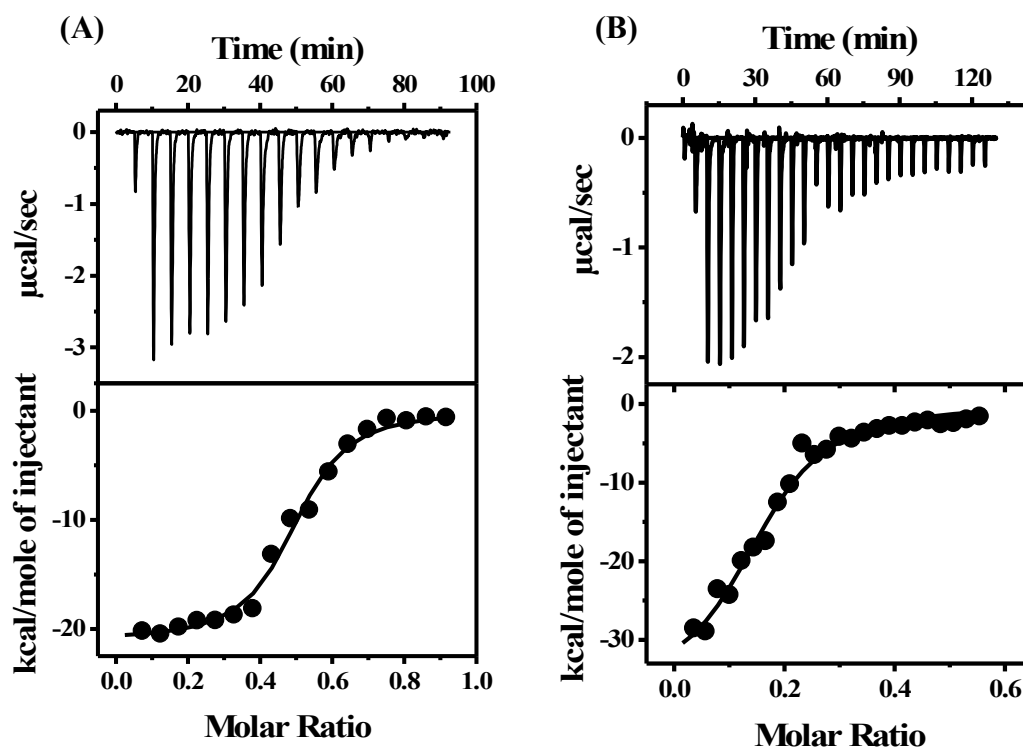 (A)
Time (min)
0 20 40 60 80 100
0
-1
-2
-3
µcal/sec
0
-10
-20
kcal/mole of injectant
0.0 0.2 0.4 0.6 0.8 1.0
Molar Ratio
(B)
Time (min)
0 30 60 90 120
0
-1
-2
µcal/sec
0
-10
-20
-30
kcal/mole of injectant
0.0 0.2 0.4 0.6
Molar Ratio